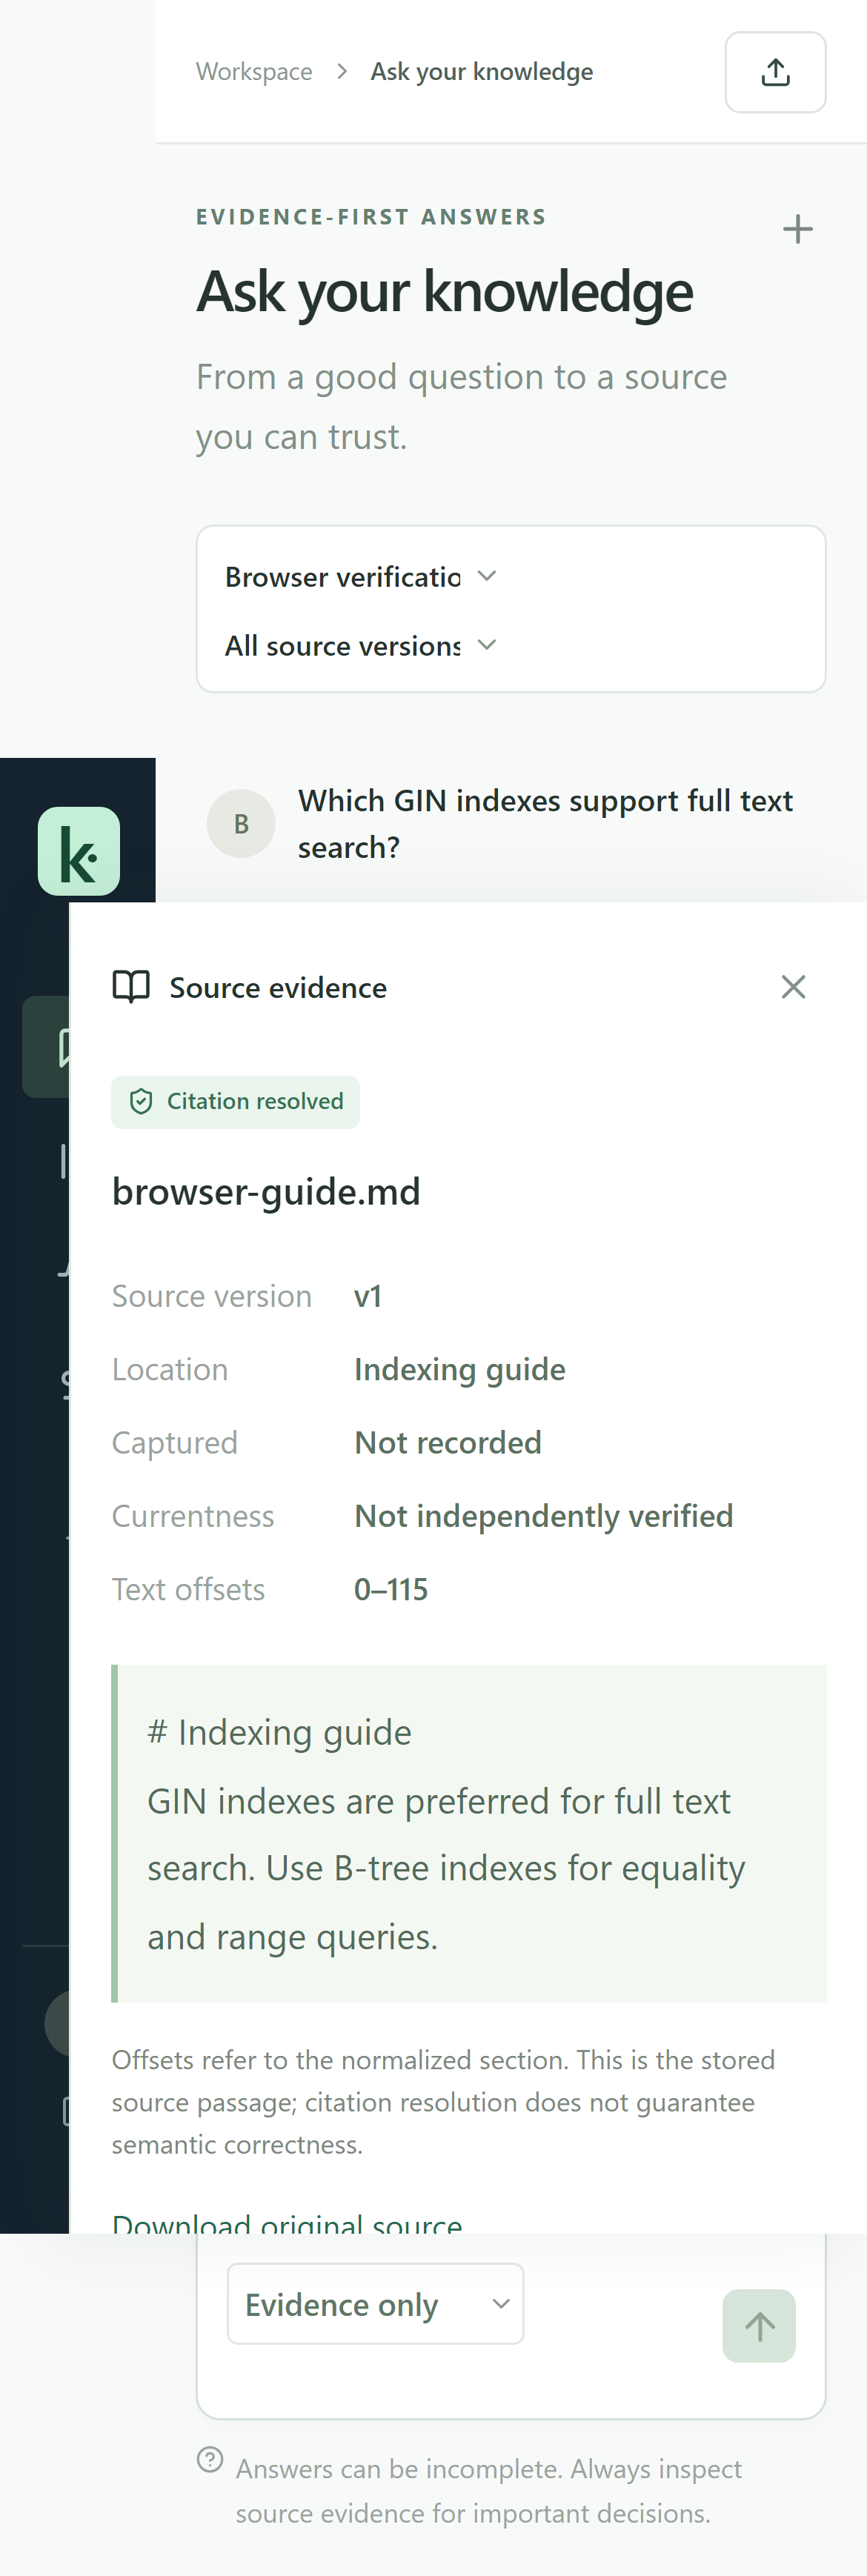 Workspace > Ask your knowledge
EVIDENCE-FIRST ANSWERS
Ask your knowledge
From a good question to a source
you can trust.
Browser verificatio
All source versions
B
Which GIN indexes support full text
search?
k
Source evidence
Citation resolved
browser-guide.md
Source version v1
Location Indexing guide
Captured Not recorded
Currentness Not independently verified
Text offsets 0–115
# Indexing guide
GIN indexes are preferred for full text
search. Use B-tree indexes for equality
and range queries.
Offsets refer to the normalized section. This is the stored
source passage; citation resolution does not guarantee
semantic correctness.
Download original source
Evidence only
Answers can be incomplete. Always inspect
source evidence for important decisions.